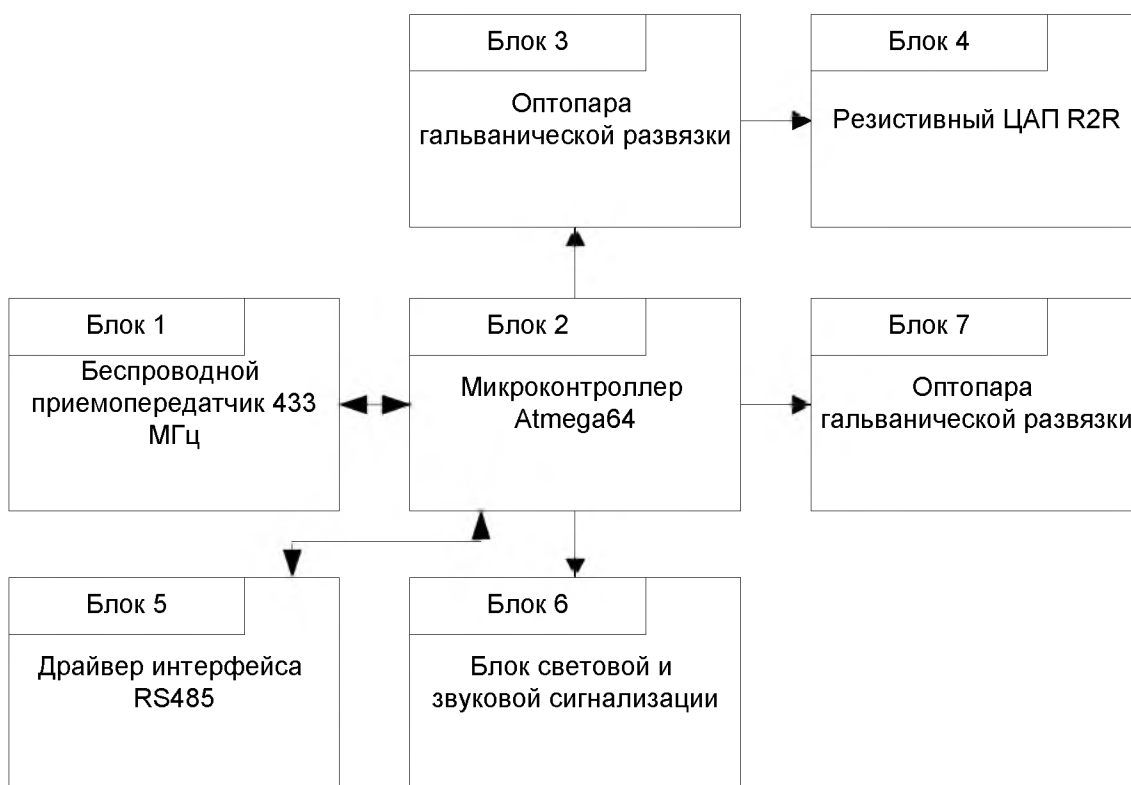 Блок 3
Оптопара
гальванической развязки
Блок 4
Резистивный ЦАП R2R
Блок 1
Беспроводной
приемопередатчик 433
МГц
Блок 2
Микроконтроллер
Atmega64
Блок 7
Оптопара
гальванической развязки
Блок 5
Драйвер интерфейса
RS485
Блок 6
Блок световой и
звуковой сигнализации